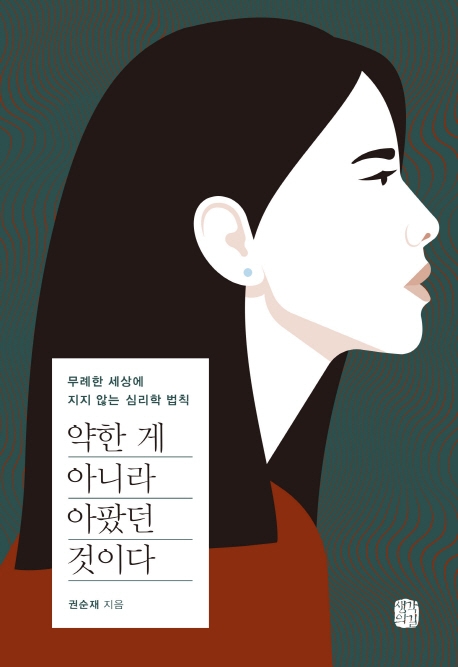 무례한 세상에
지지 않는 심리학 법칙
약한 게
아니라
아팠던
것이다
권순재 지음
생각
의길